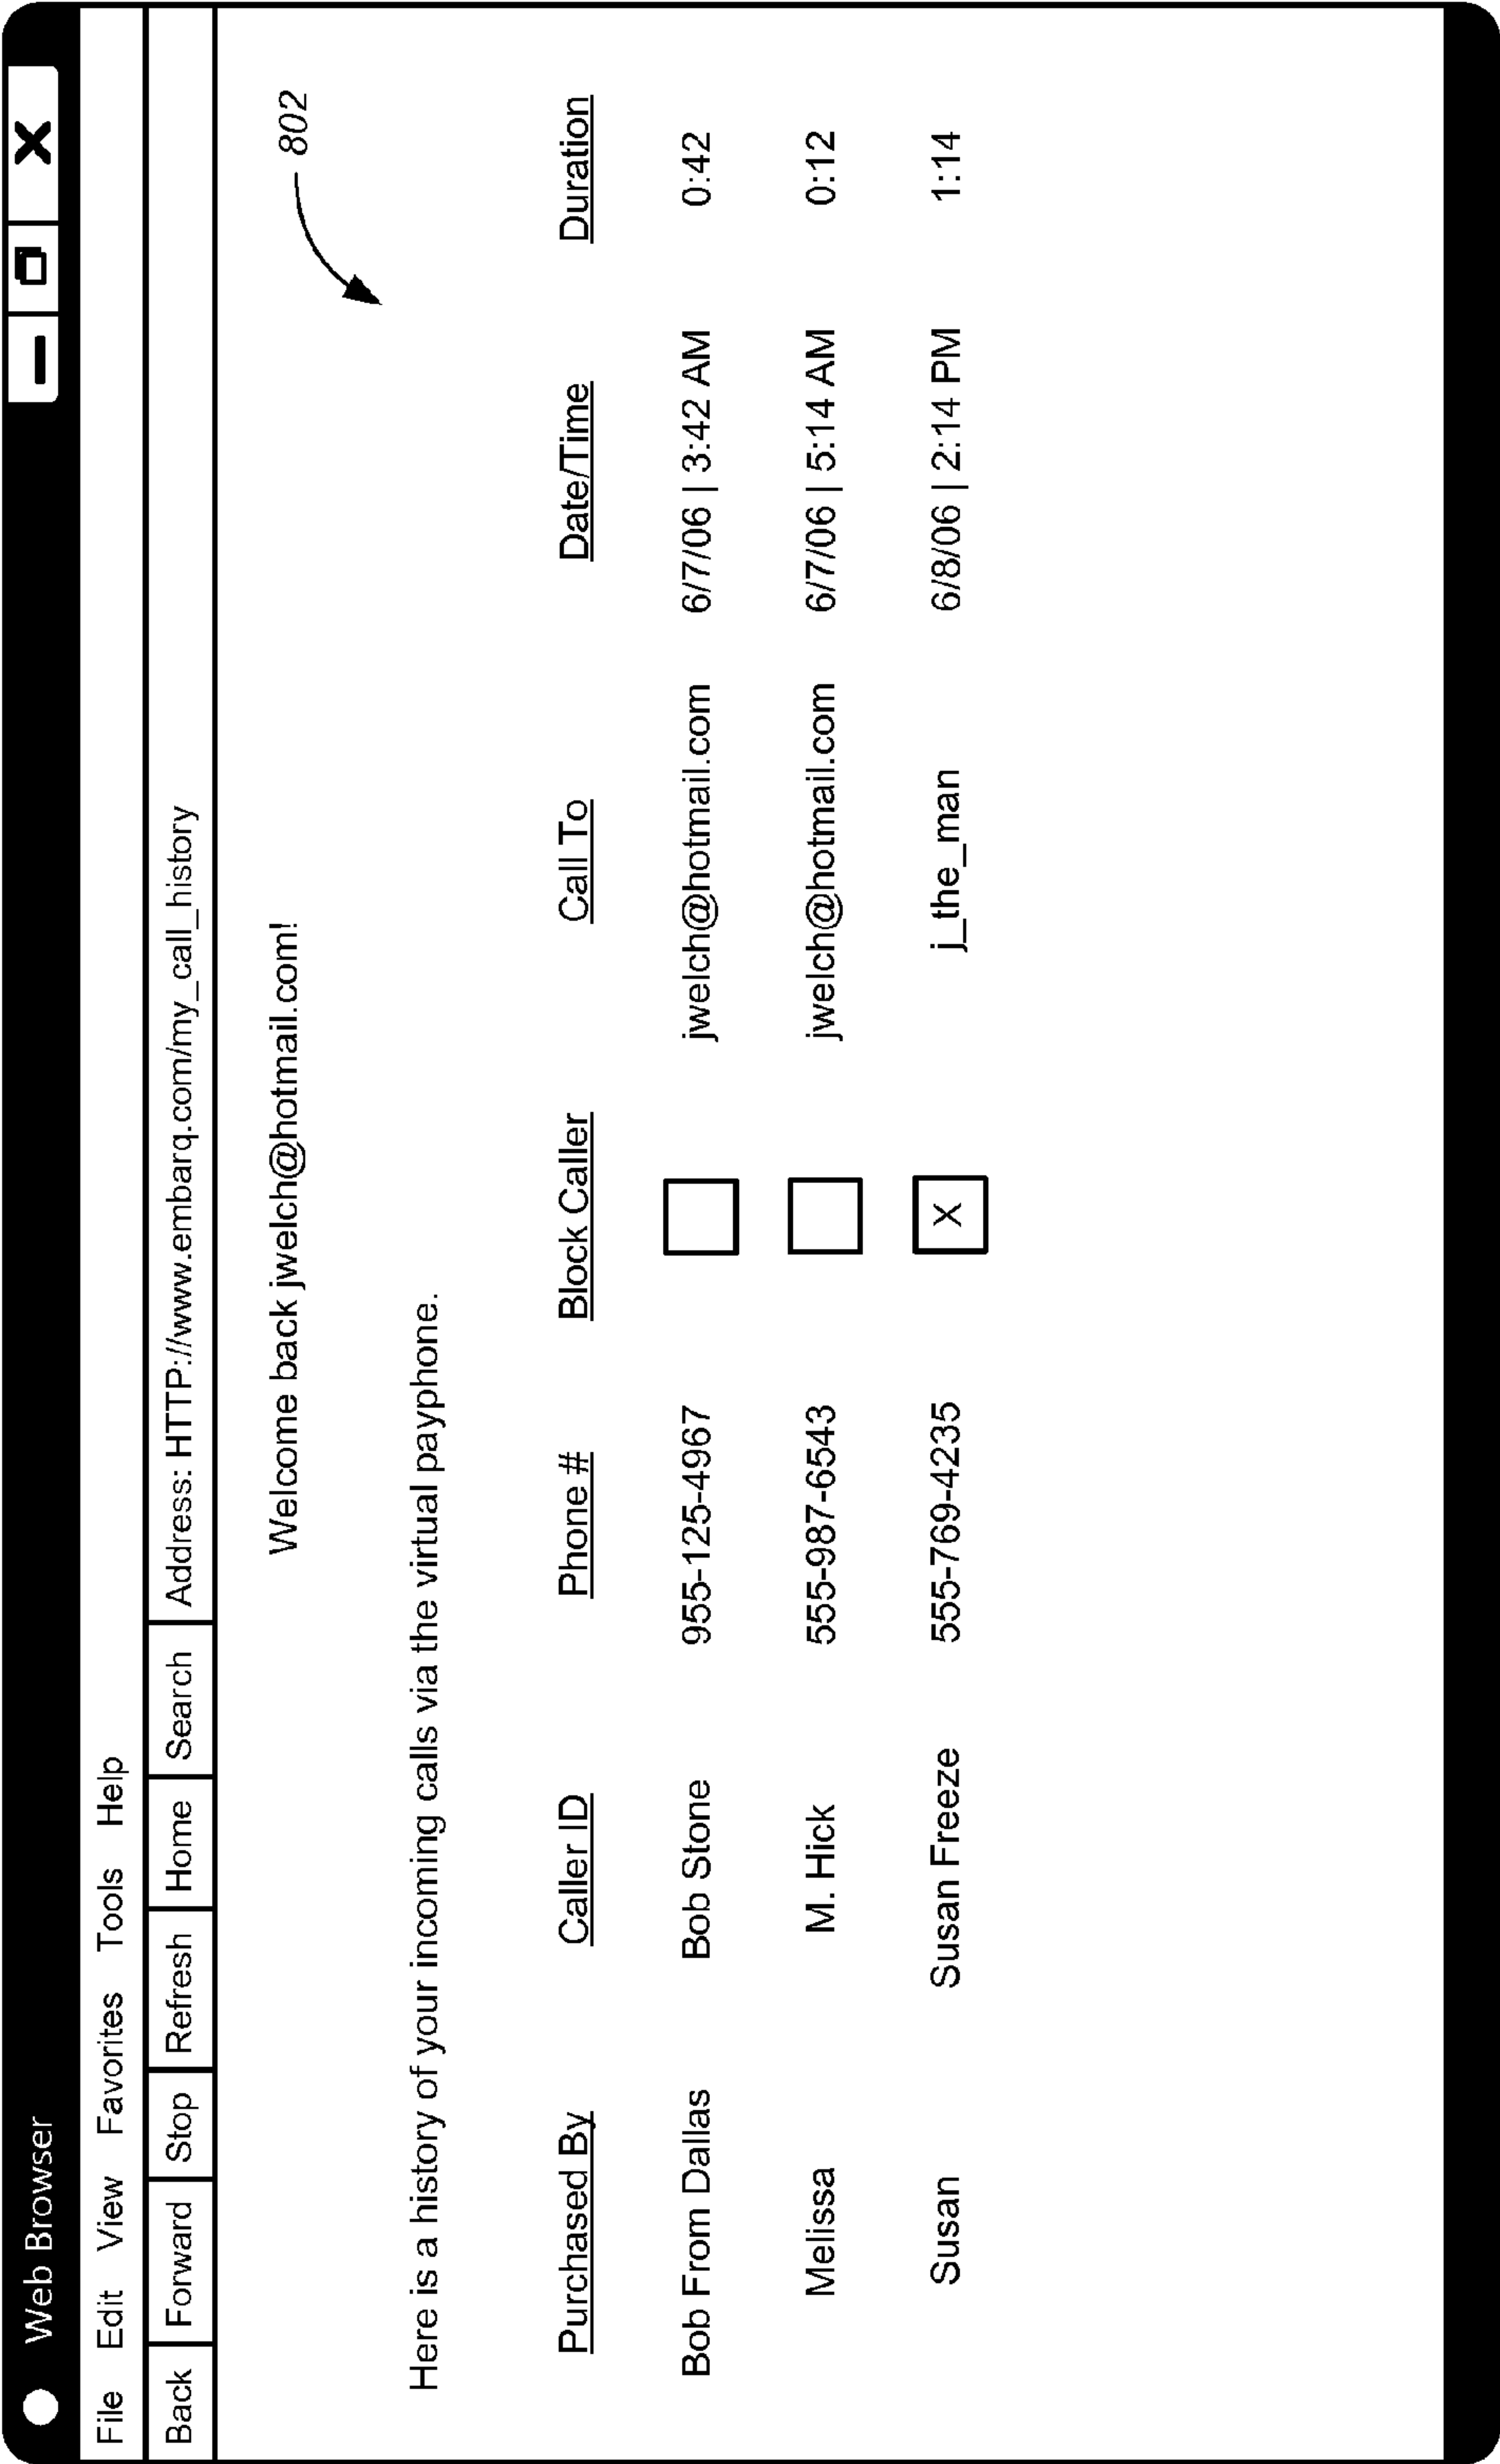 Web Browser
File Edit View Favorites Tools Help
Back Forward Stop Refresh Home Search Address: HTTP://www.embarq.com/my_call_history
Welcome back jwelch@hotmail.com!
802
Here is a history of your incoming calls via the virtual payphone.
Purchased By Caller ID Phone # Block Caller Call To Date/Time Duration
Bob From Dallas Bob Stone 955-125-4967 jwelch@hotmail.com 6/7/06 | 3:42 AM 0:42
Melissa M. Hick 555-987-6543 jwelch@hotmail.com 6/7/06 | 5:14 AM 0:12
Susan Susan Freeze 555-769-4235 X j_the_man 6/8/06 | 2:14 PM 1:14